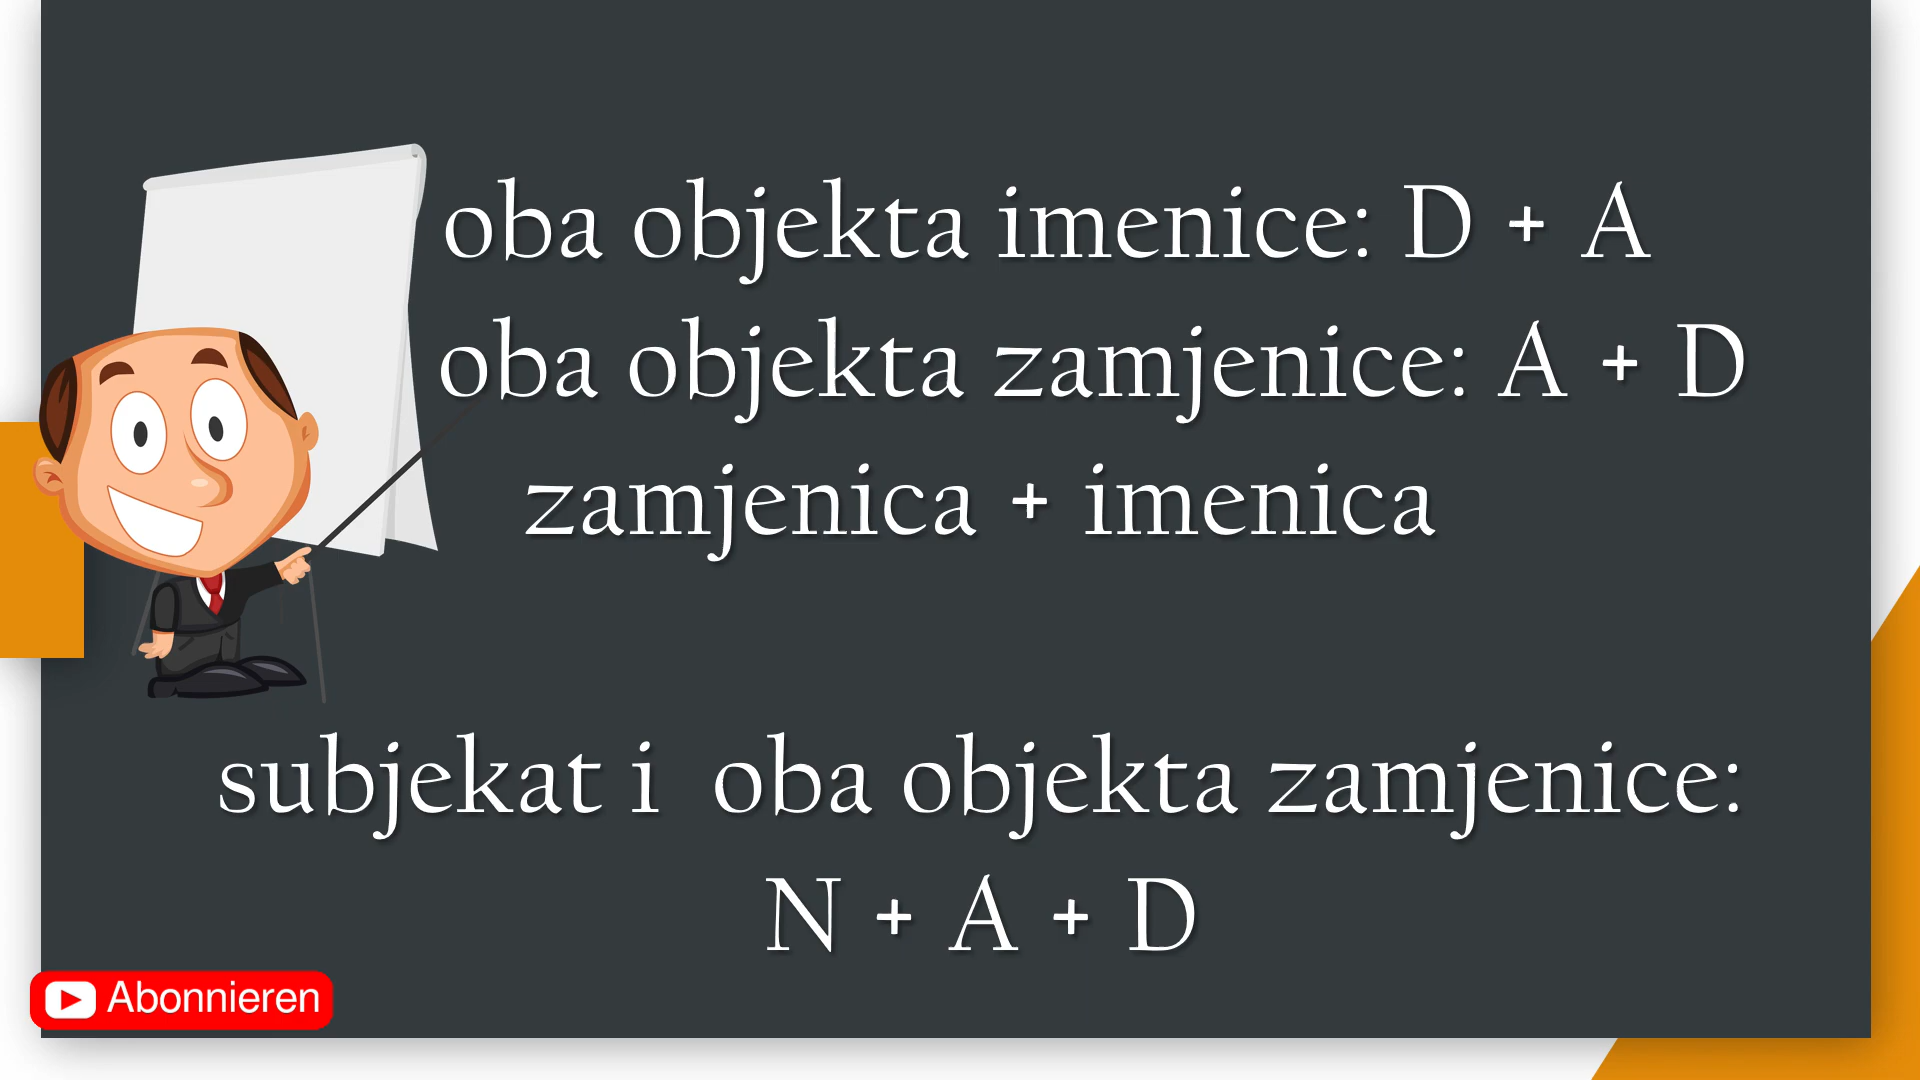 oba objekta imenice: D + A
oba objekta zamjenice: A + D
zamjenica + imenica
subjekat i oba objekta zamjenice:
N + A + D
Abonnieren